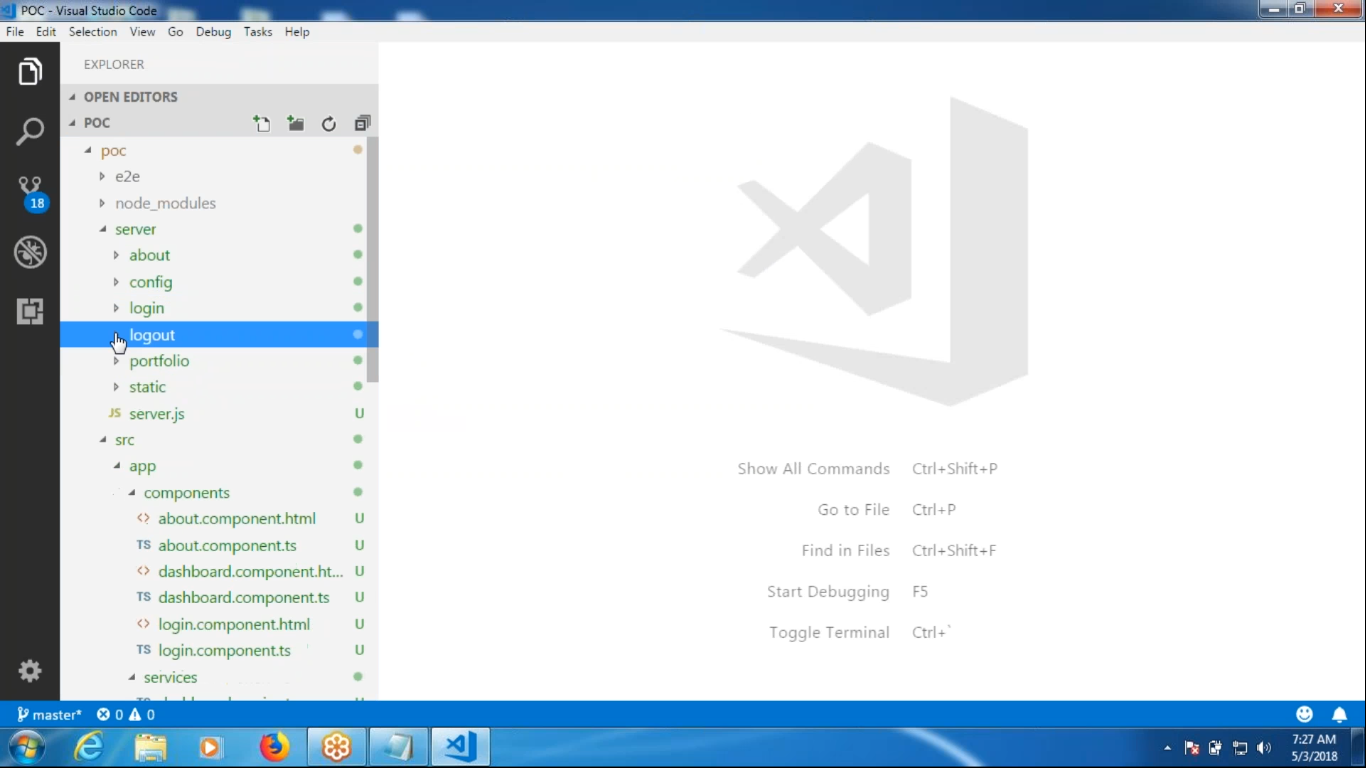 POC - Visual Studio Code
File Edit Selection View Go Debug Tasks Help
EXPLORER
OPEN EDITORS
POC
poc
e2e
node_modules
18
server
about
config
login
logout
portfolio
static
JS server.js U
src
app
components
<> about.component.html U
TS about.component.ts U
<> dashboard.component.ht... U
TS dashboard.component.ts U
<> login.component.html U
TS login.component.ts U
services
Show All Commands Ctrl+Shift+P
Go to File Ctrl+P
Find in Files Ctrl+Shift+F
Start Debugging F5
Toggle Terminal Ctrl+`
master* 0 0
7:27 AM
5/3/2018